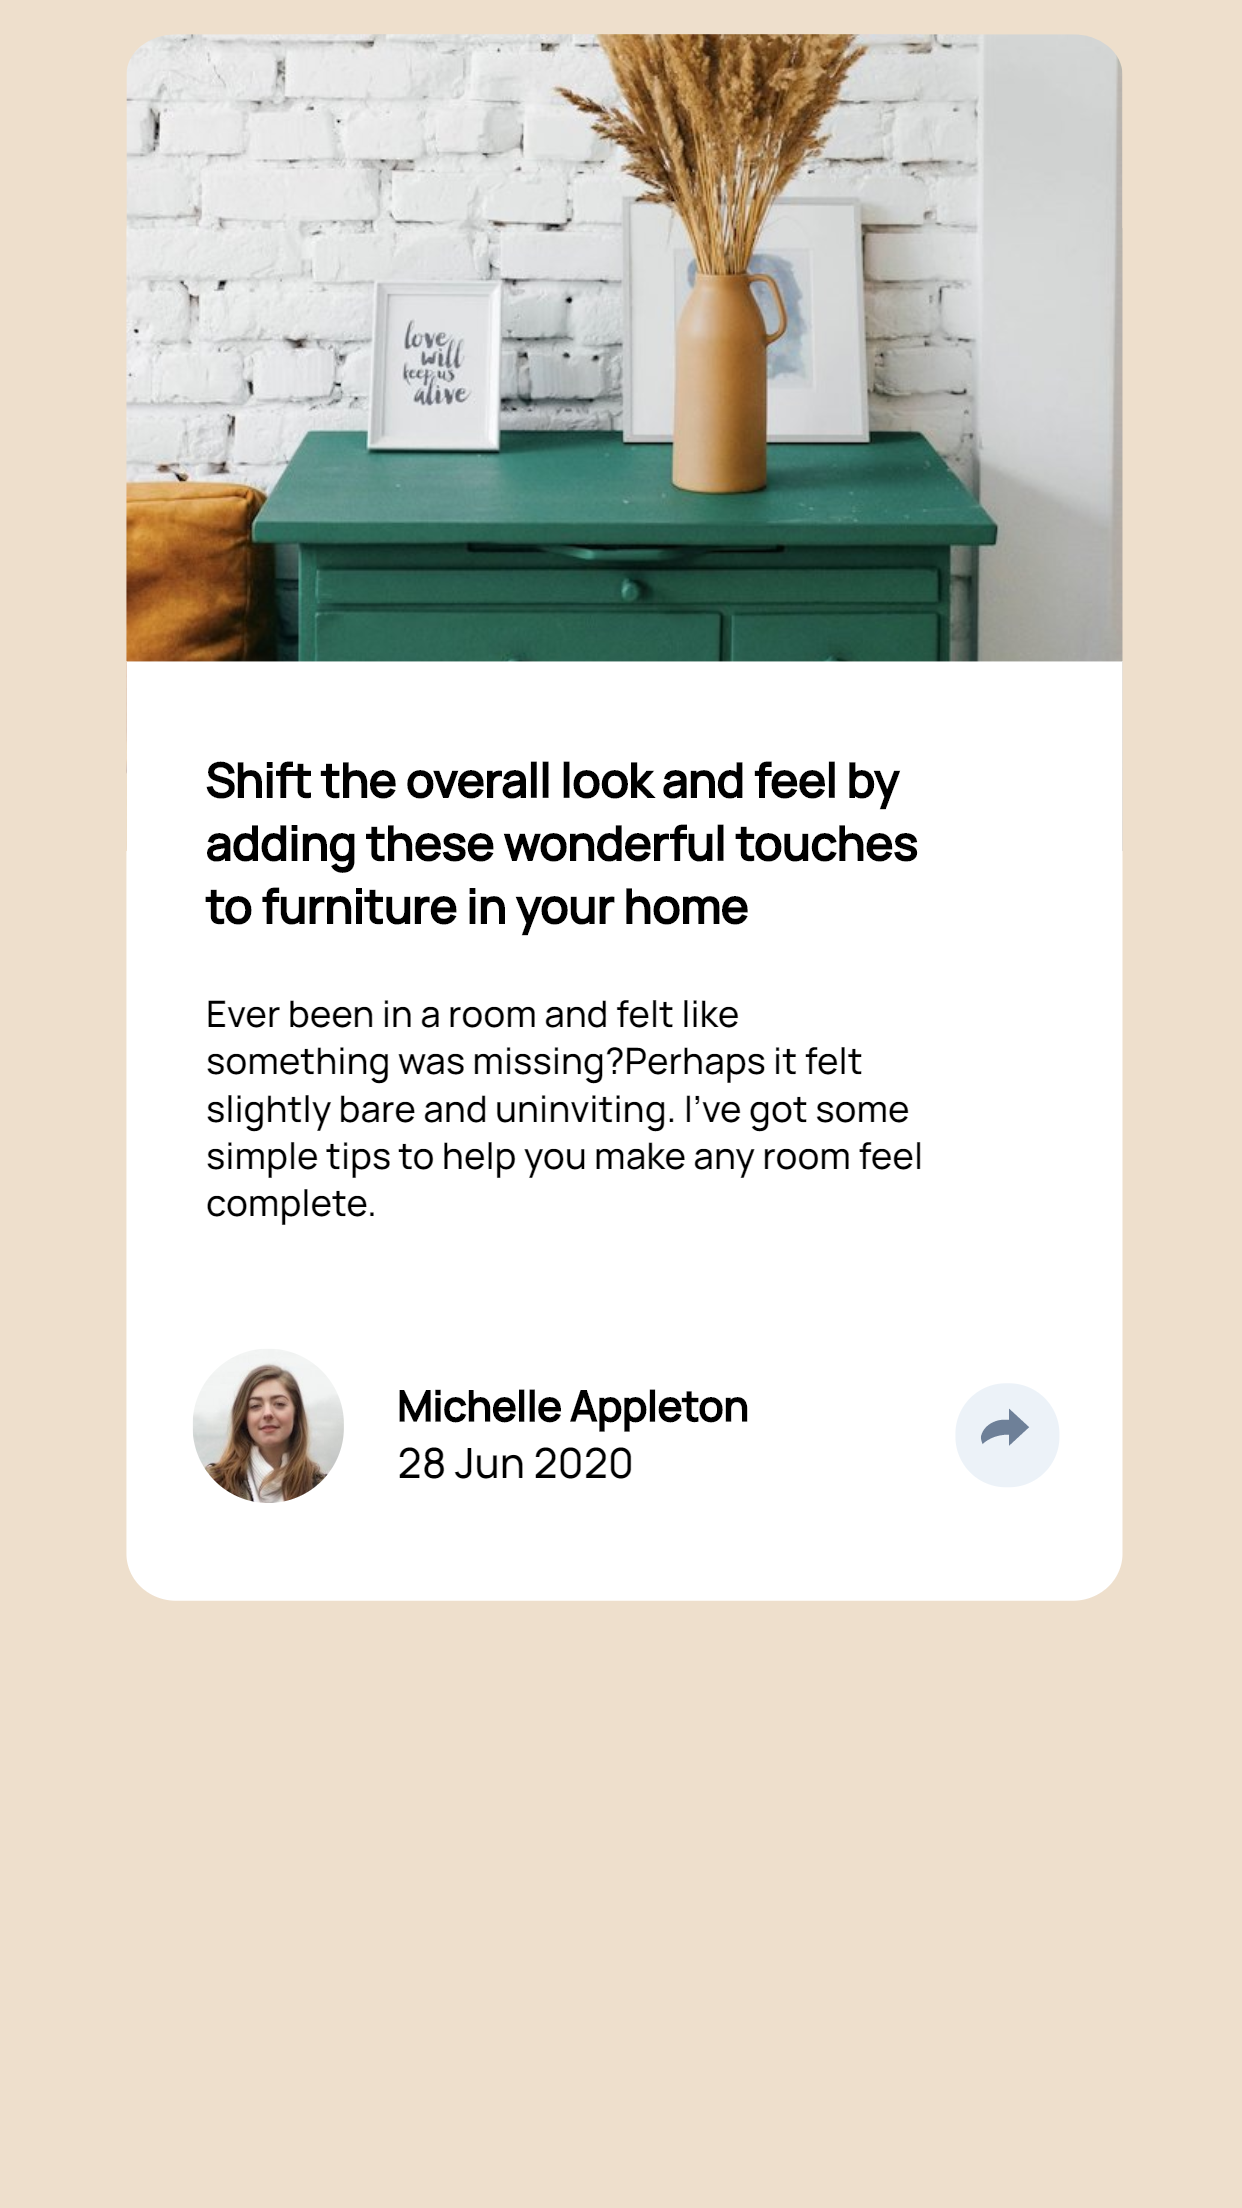 love
will
keep us
alive
Shift the overall look and feel by
adding these wonderful touches
to furniture in your home
Ever been in a room and felt like
something was missing?Perhaps it felt
slightly bare and uninviting. I've got some
simple tips to help you make any room feel
complete.
Michelle Appleton
28 Jun 2020